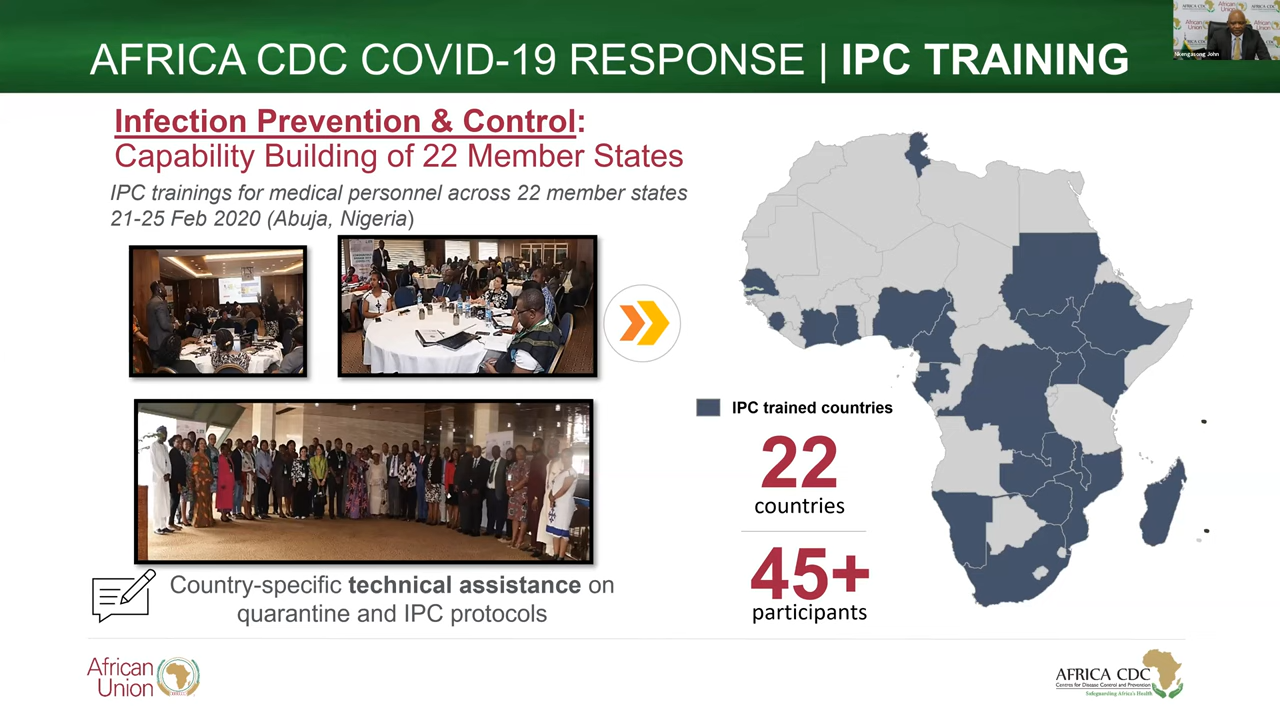 AFRICA CDC COVID-19 RESPONSE | IPC TRAINING
Nkengasong John
Infection Prevention & Control:
Capability Building of 22 Member States
IPC trainings for medical personnel across 22 member states
21-25 Feb 2020 (Abuja, Nigeria)
IPC trained countries
22
countries
45+
participants
Country-specific technical assistance on
quarantine and IPC protocols
African
Union
AFRICA CDC
Centres for Disease Control and Prevention
Safeguarding Africa's Health